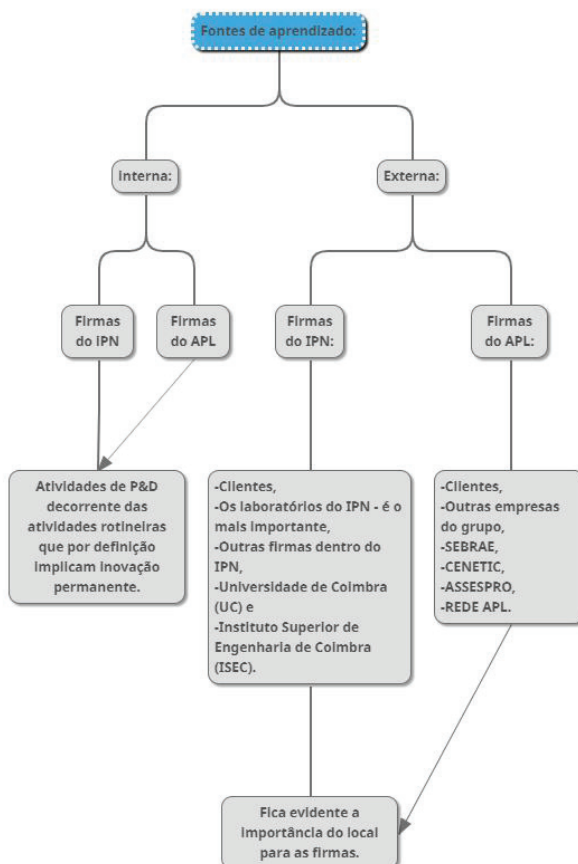 Fontes de aprendizado:
Interna:
Externa:
Firmas
do IPN
Firmas
do APL
Firmas
do IPN:
Firmas
do APL:
Atividades de P&D
decorrente das
atividades rotineiras
que por definição
implicam inovação
permanente.
-Clientes,
-Os laboratórios do IPN - é o
mais importante,
-Outras firmas dentro do
IPN,
-Universidade de Coimbra
(UC) e
-Instituto Superior de
Engenharia de Coimbra
(ISEC).
-Clientes,
-Outras empresas
do grupo,
-SEBRAE,
-CENETIC,
-ASSESPRO,
-REDE APL.
Fica evidente a
importância do local
para as firmas.